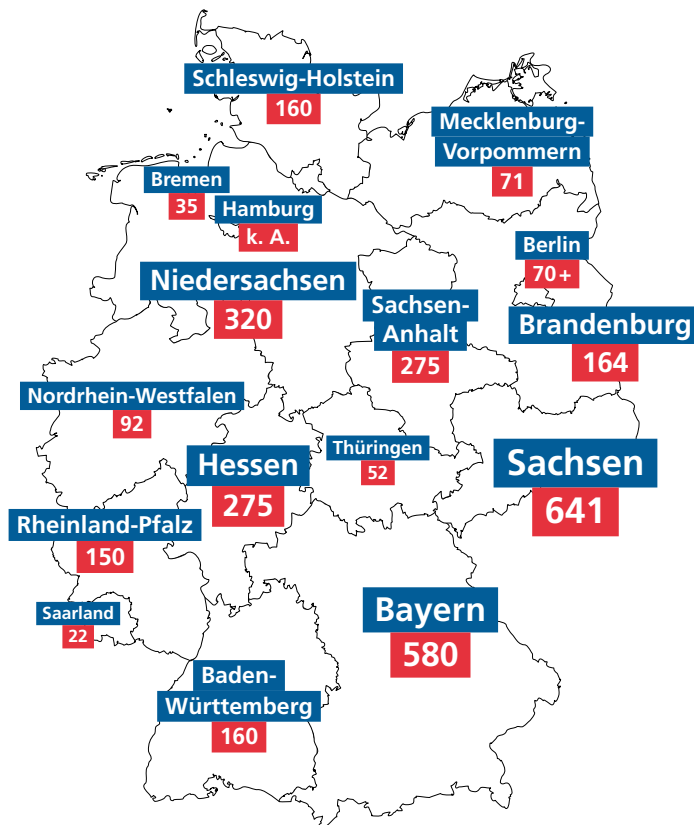 Schleswig-Holstein
160
Mecklenburg-
Vorpommern
71
Bremen
35
Hamburg
k. A.
Berlin
70+
Niedersachsen
320
Sachsen-
Anhalt
275
Brandenburg
164
Nordrhein-Westfalen
92
Thüringen
52
Hessen
275
Sachsen
641
Rheinland-Pfalz
150
Saarland
22
Bayern
580
Baden-
Württemberg
160